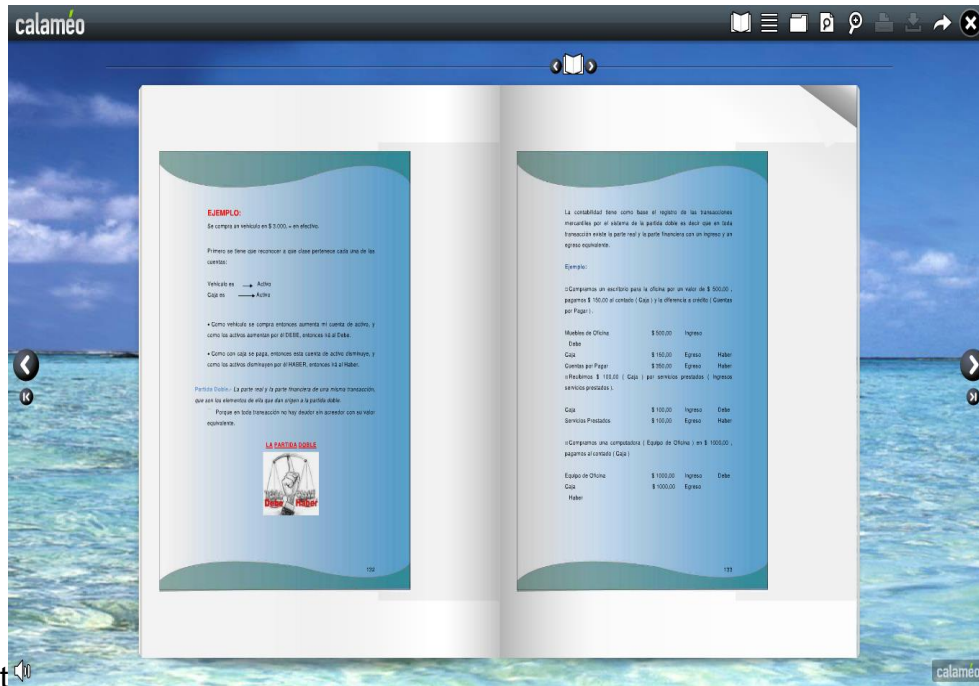 calaméo
EJEMPLO:
Se compra un vehículo en $ 3.000, = en efectivo.
Primero se tiene que reconocer a que clase pertenece cada una de las
cuentas:
Vehículo es → Activo
Caja es → Activo
• Como vehículo se compra entonces aumenta mi cuenta de activo, y
como los activos aumentan por el DEBE, entonces irá al Debe.
• Como con caja se paga, entonces esta cuenta de activo disminuye, y
como los activos disminuyen por el HABER, entonces irá al Haber.
Partida Doble.- La parte real y la parte financiera de una misma transacción,
que son los elementos de ella que dan origen a la partida doble.
Porque en toda transacción no hay deudor sin acreedor con su valor
equivalente.
LA PARTIDA DOBLE
Debe Haber
132
La contabilidad tiene como base el registro de las transacciones
mercantiles por el sistema de la partida doble es decir que en toda
transacción existe la parte real y la parte financiera con un ingreso y un
egreso equivalente.
Ejemplo:
Compramos un escritorio para la oficina por un valor de $ 500,00 ,
pagamos $ 150,00 al contado ( Caja ) y la diferencia a crédito ( Cuentas
por Pagar ) .
Muebles de Oficina $ 500,00 Ingreso
Debe
Caja $ 150,00 Egreso Haber
Cuentas por Pagar $ 350,00 Egreso Haber
Recibimos $ 100,00 ( Caja ) por servicios prestados ( Ingresos
servicios prestados ).
Caja $ 100,00 Ingreso Debe
Servicios Prestados $ 100,00 Egreso Haber
Compramos una computadora ( Equipo de Oficina ) en $ 1000,00 ,
pagamos al contado ( Caja )
Equipo de Oficina $ 1000,00 Ingreso Debe
Caja $ 1000,00 Egreso
Haber
133
t
calaméo